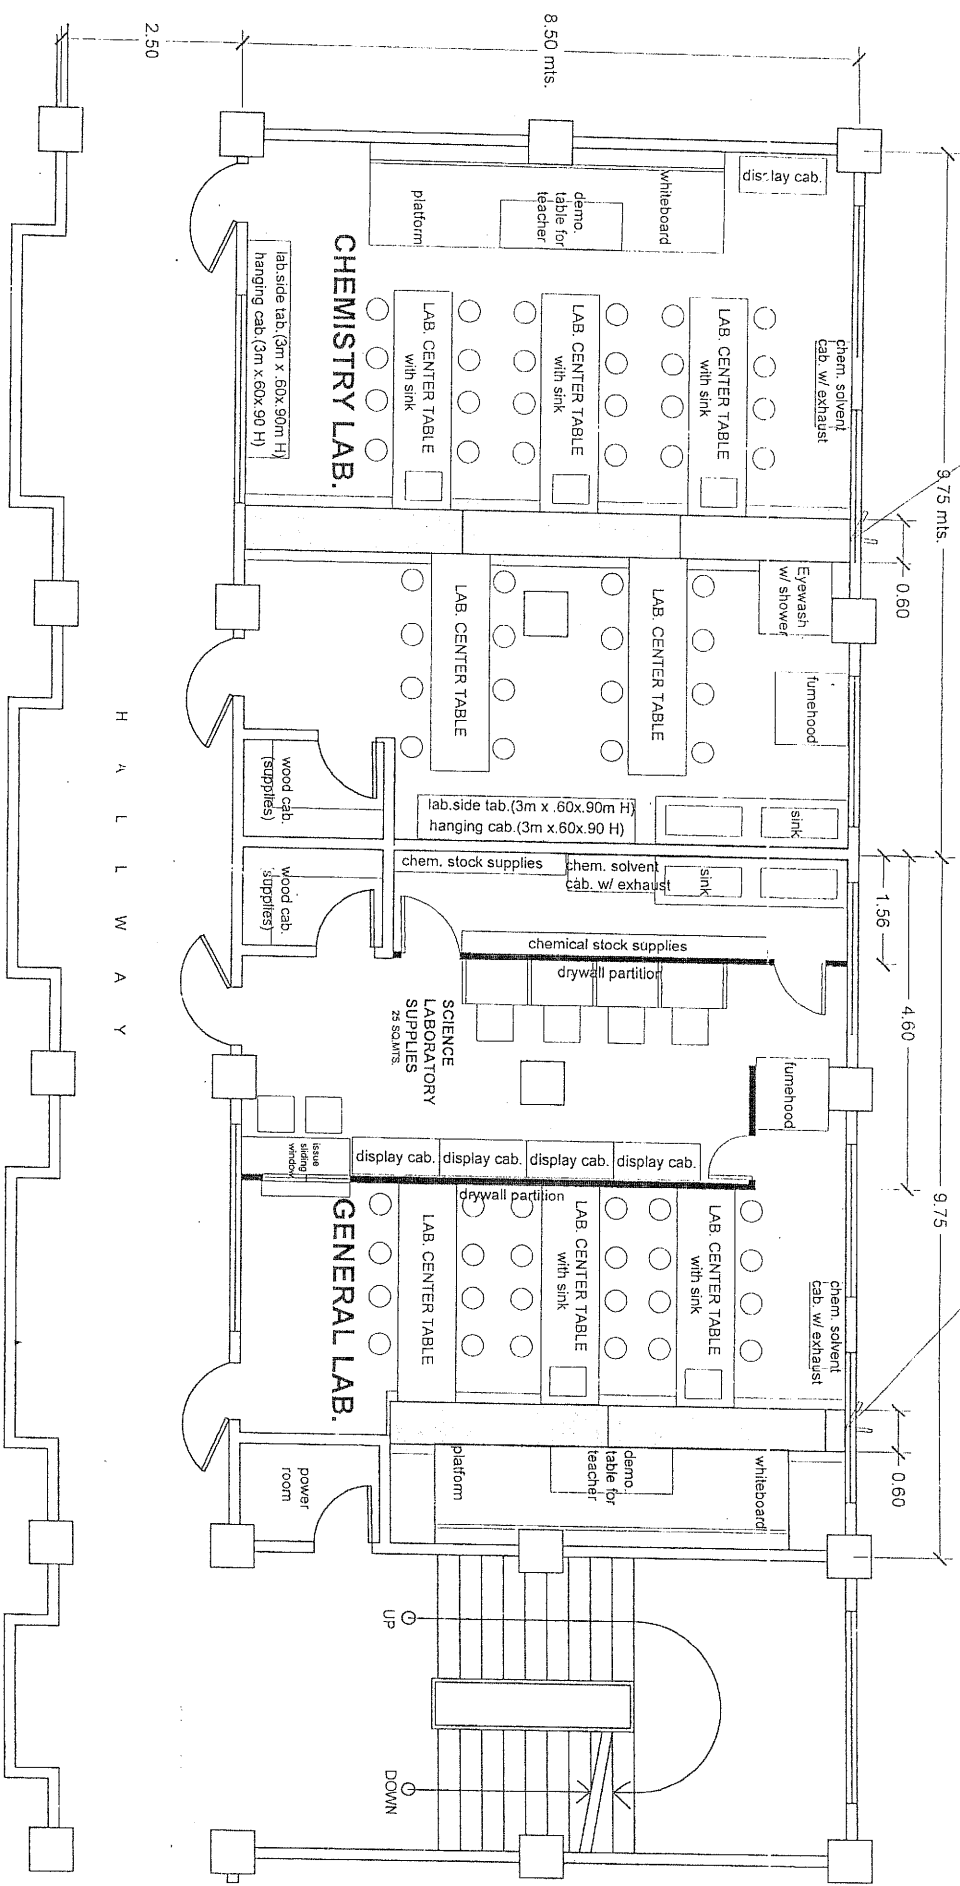 2.50
8.50 mts.
9.75 mts.
0.60
1.56
4.60
9.75
0.60
display cab.
whiteboard
demo.
table for
teacher
platform
CHEMISTRY LAB.
lab.side tab.(3m x .60x.90m H)
hanging cab.(3m x.60x.90 H)
LAB. CENTER TABLE
with sink
LAB. CENTER TABLE
with sink
LAB. CENTER TABLE
with sink
chem. solvent
cab. w/ exhaust
Eyewash
w/ shower
fumehood
LAB. CENTER TABLE
LAB. CENTER TABLE
wood cab.
(supplies)
lab.side tab.(3m x .60x.90m H)
hanging cab.(3m x.60x.90 H)
sink
wood cab.
supplies)
chem. stock supplies
chem. solvent
cab. w/ exhaust
sink
chemical stock supplies
drywall partition
SCIENCE
LABORATORY
SUPPLIES
25 SQ.MTS.
fumehood
issue
sliding
window
display cab.
display cab.
display cab.
display cab.
drywall partition
GENERAL LAB.
LAB. CENTER TABLE
LAB. CENTER TABLE
with sink
LAB. CENTER TABLE
with sink
chem. solvent
cab. w/ exhaust
power
room
platform
demo.
table for
teacher
whiteboard
UP
DOWN
HALLWAY